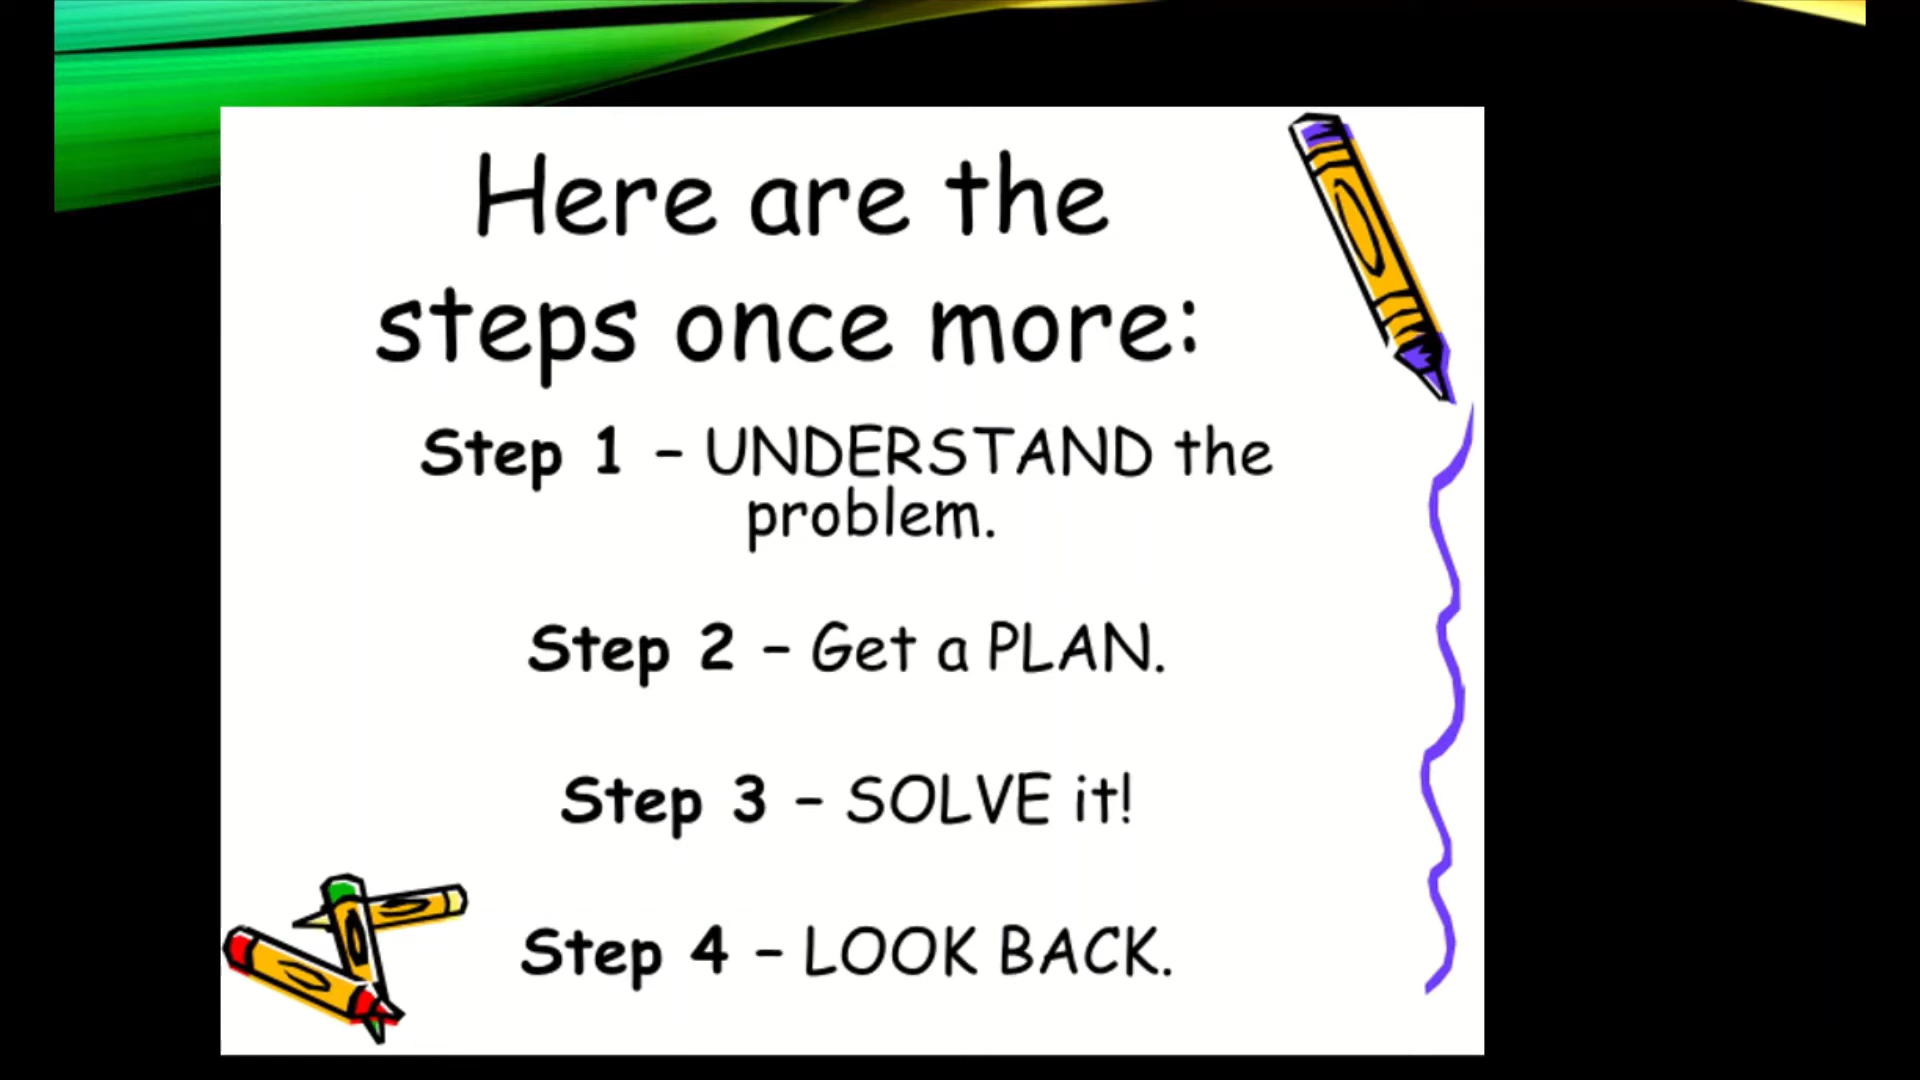 Here are the
steps once more:
Step 1 – UNDERSTAND the
problem.
Step 2 – Get a PLAN.
Step 3 – SOLVE it!
Step 4 – LOOK BACK.